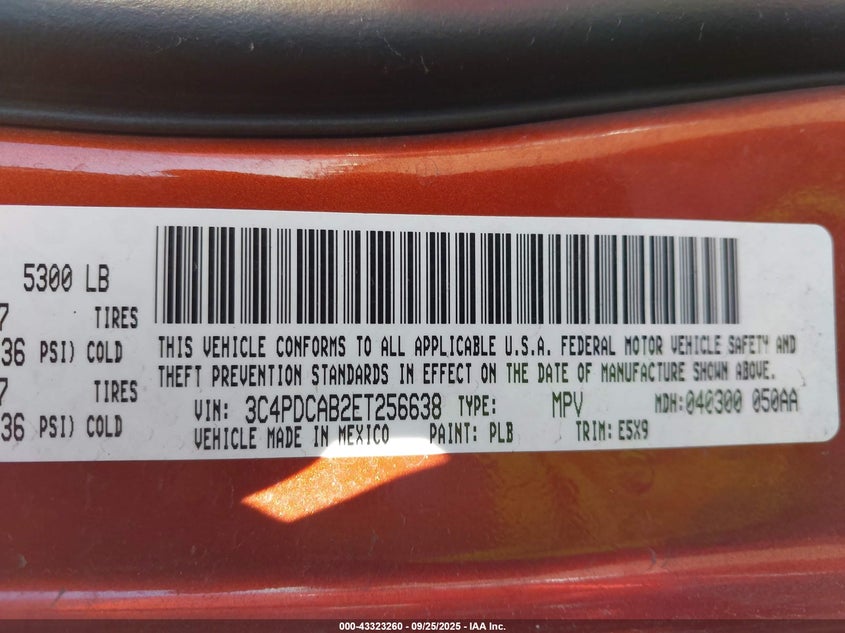 5300 LB
7 TIRES
36 PSI) COLD
7 TIRES
36 PSI) COLD
THIS VEHICLE CONFORMS TO ALL APPLICABLE U.S.A. FEDERAL MOTOR VEHICLE SAFETY AND
THEFT PREVENTION STANDARDS IN EFFECT ON THE DATE OF MANUFACTURE SHOWN ABOVE.
VIN: 3C4PDCAB2ET256638 TYPE: MPV MDH:040300 050AA
VEHICLE MADE IN MEXICO PAINT: PLB TRIM: E5X9
000-43323260 - 09/25/2025 - IAA Inc.